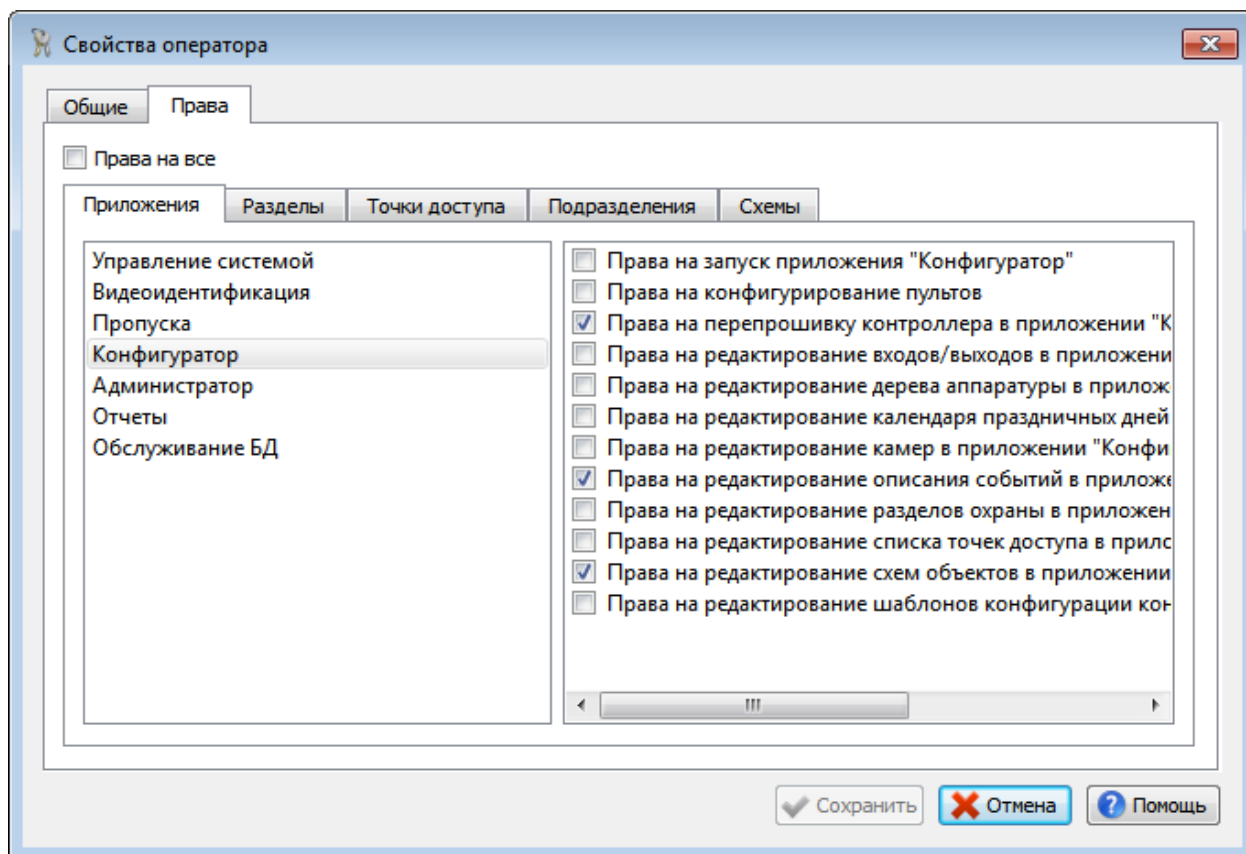 Свойства оператора
Общие
Права
Права на все
Приложения
Разделы
Точки доступа
Подразделения
Схемы
Управление системой
Видеоидентификация
Пропуска
Конфигуратор
Администратор
Отчеты
Обслуживание БД
Права на запуск приложения "Конфигуратор"
Права на конфигурирование пультов
Права на перепрошивку контроллера в приложении "К
Права на редактирование входов/выходов в приложени
Права на редактирование дерева аппаратуры в прилож
Права на редактирование календаря праздничных дней
Права на редактирование камер в приложении "Конфи
Права на редактирование описания событий в приложе
Права на редактирование разделов охраны в приложен
Права на редактирование списка точек доступа в прило
Права на редактирование схем объектов в приложении
Права на редактирование шаблонов конфигурации кон
Сохранить
Отмена
Помощь